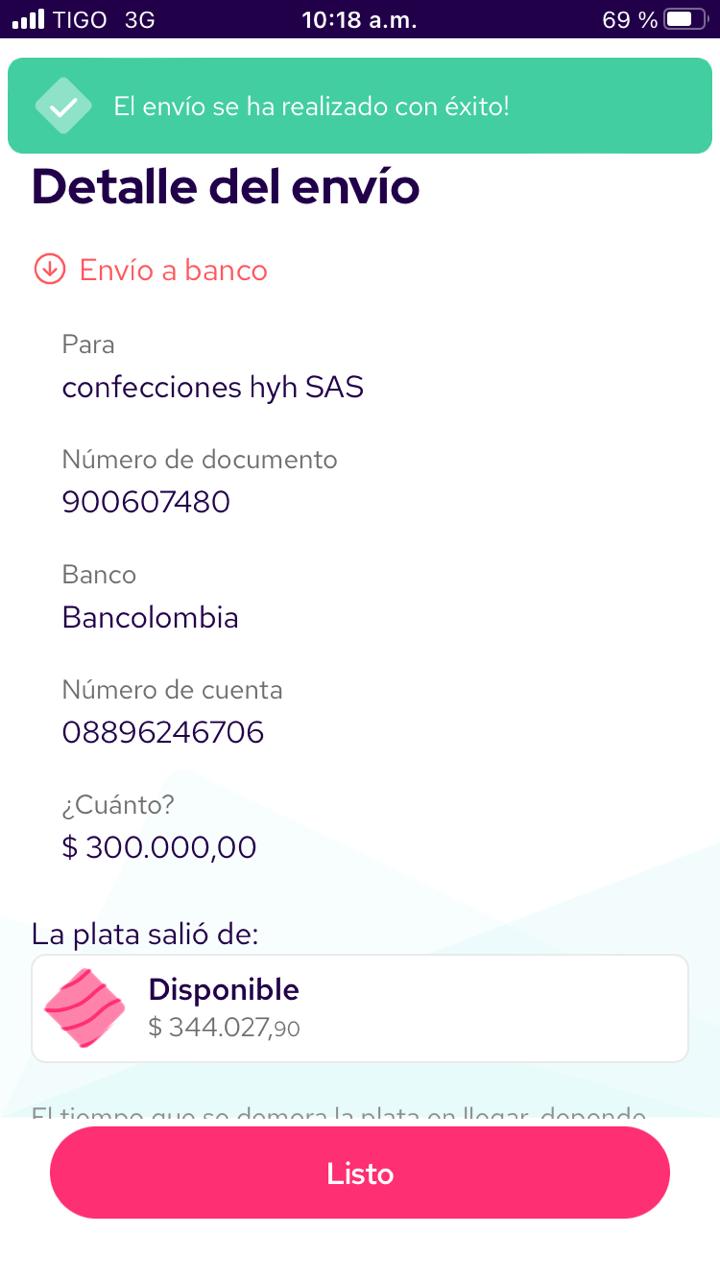 TIGO 3G 10:18 a.m. 69 %
El envío se ha realizado con éxito!
Detalle del envío
Envío a banco
Para
confecciones hyh SAS
Número de documento
900607480
Banco
Bancolombia
Número de cuenta
08896246706
¿Cuánto?
$ 300.000,00
La plata salió de:
Disponible
$ 344.027,90
El tiempo que se demora la plata en llegar, depende
Listo